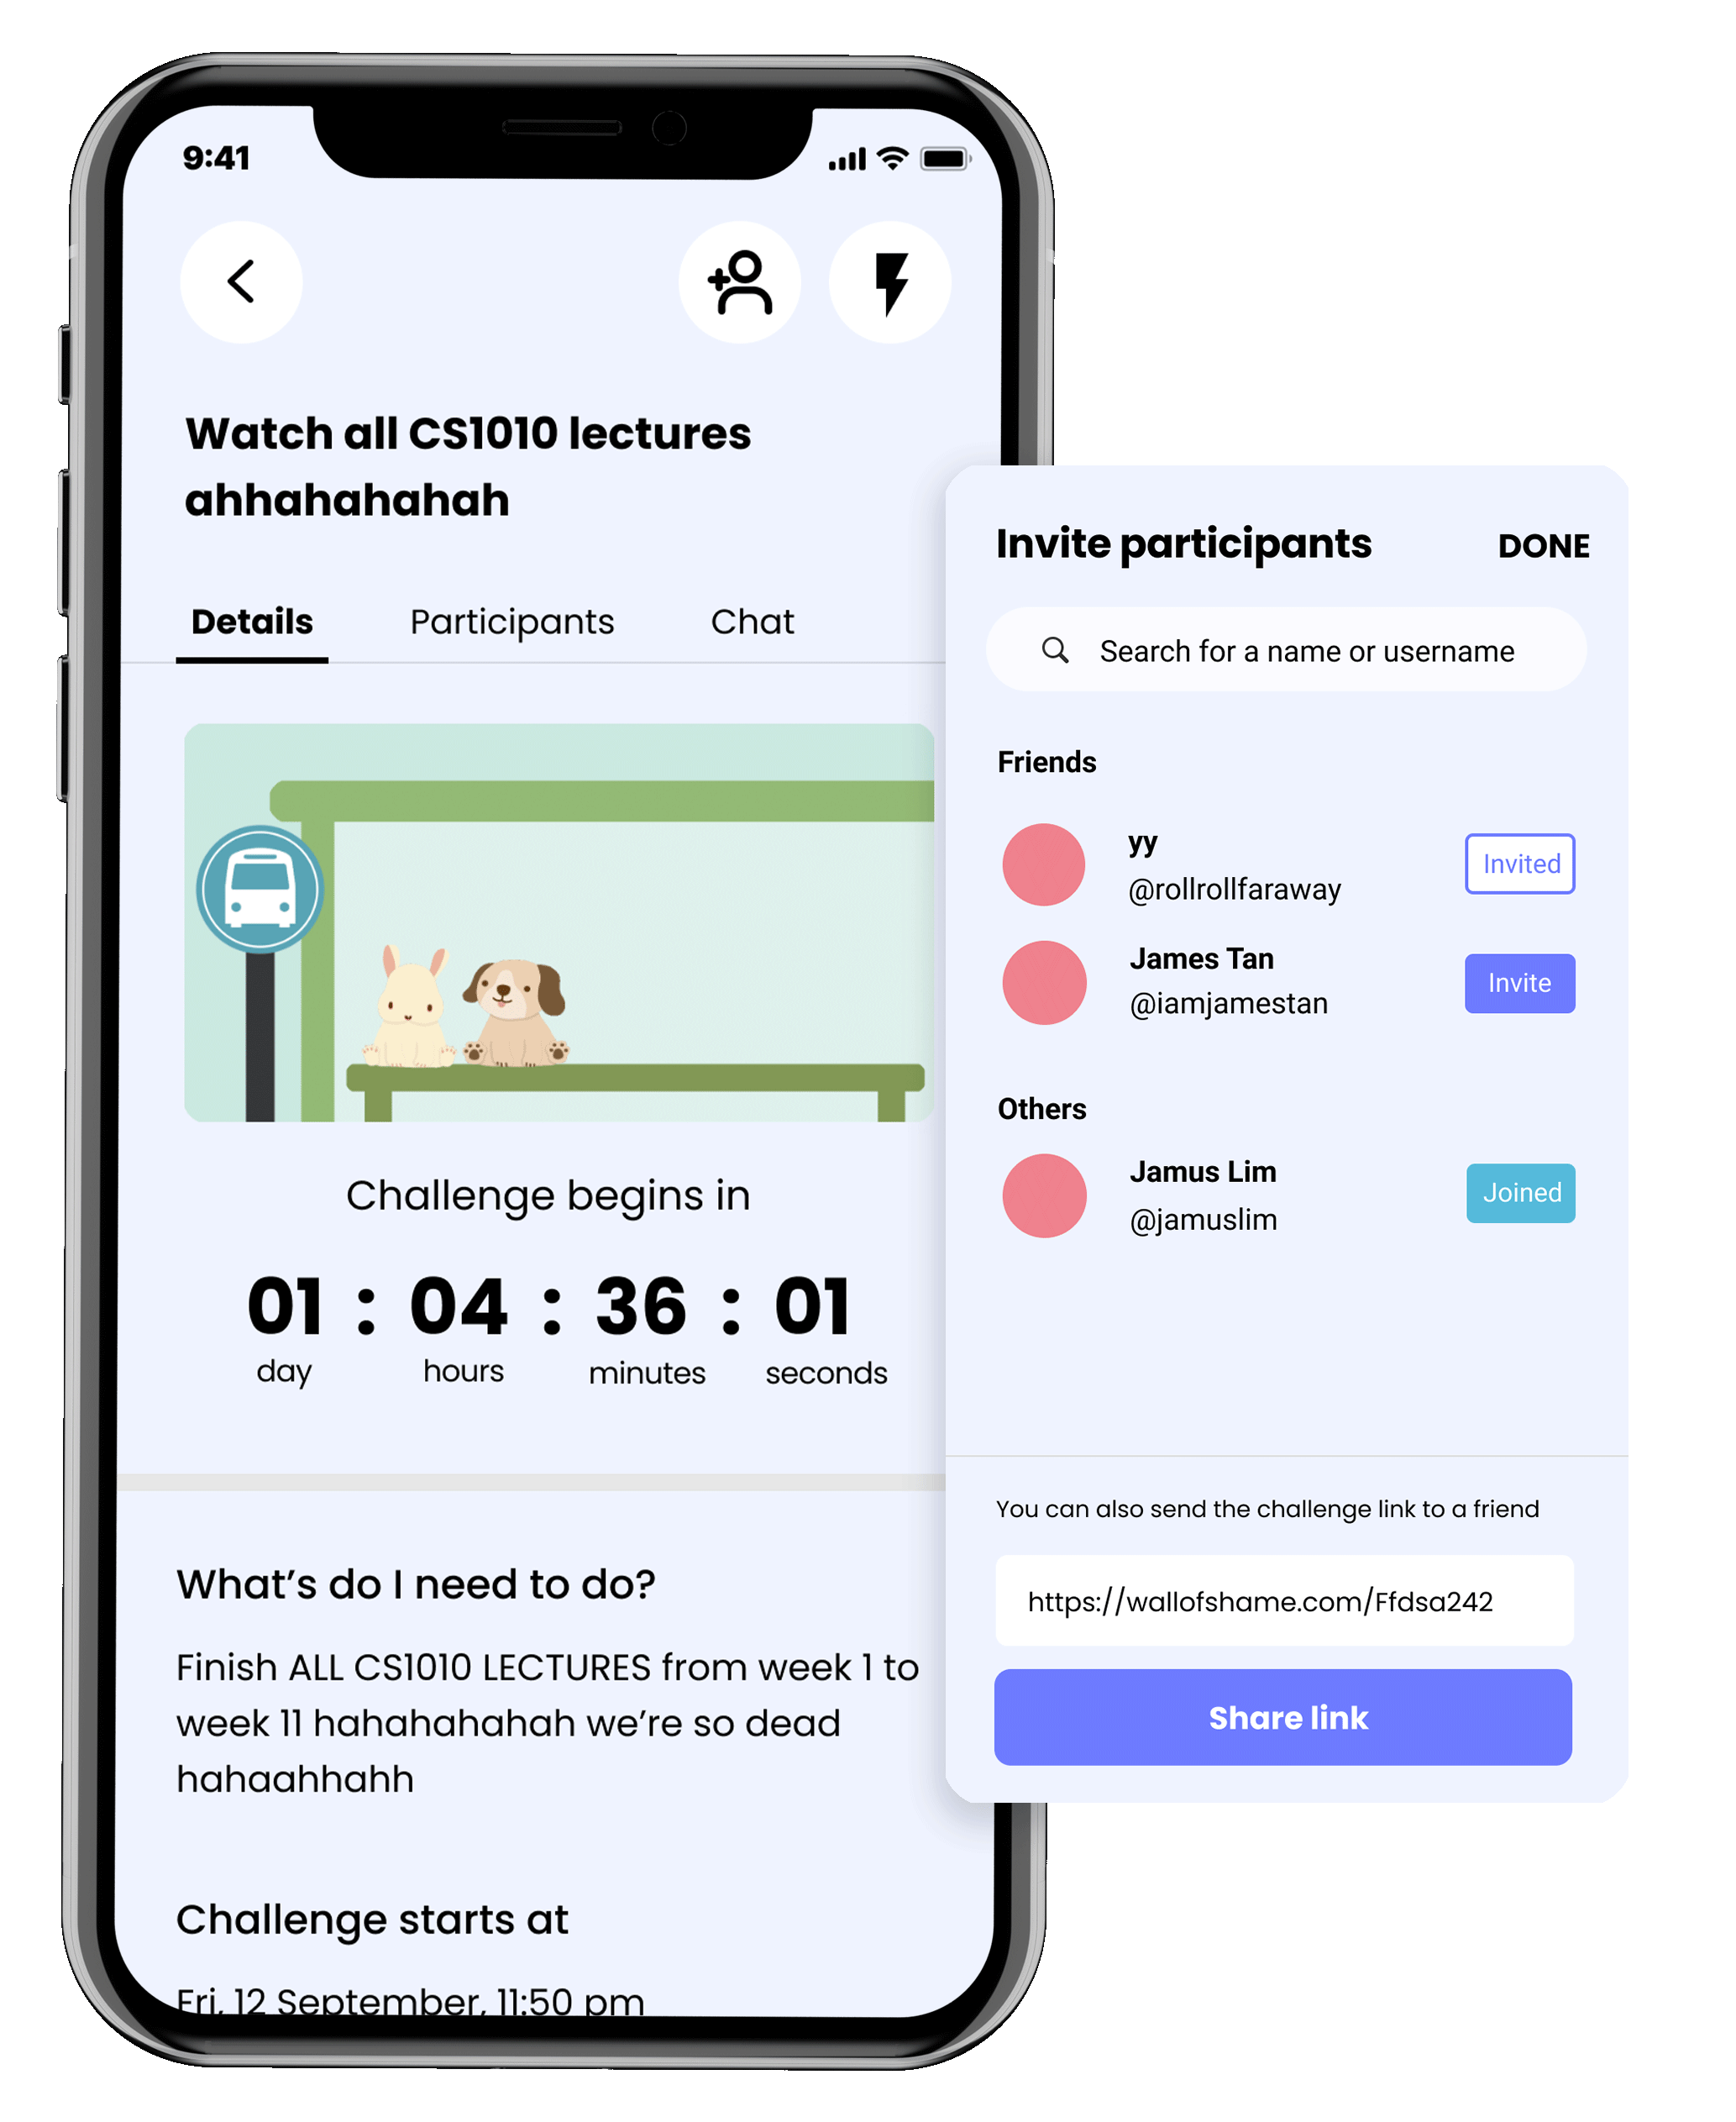 9:41
Watch all CS1010 lectures
ahhahahahah
Details Participants Chat
Challenge begins in
01 : 04 : 36 : 01
day hours minutes seconds
What's do I need to do?
Finish ALL CS1010 LECTURES from week 1 to
week 11 hahahahahah we're so dead
hahaahhahh
Challenge starts at
Fri, 12 September, 11:50 pm
Invite participants DONE
Search for a name or username
Friends
yy
@rollrollfaraway
Invited
James Tan
@iamjamestan
Invite
Others
Jamus Lim
@jamuslim
Joined
You can also send the challenge link to a friend
https://wallofshame.com/Ffdsa242
Share link